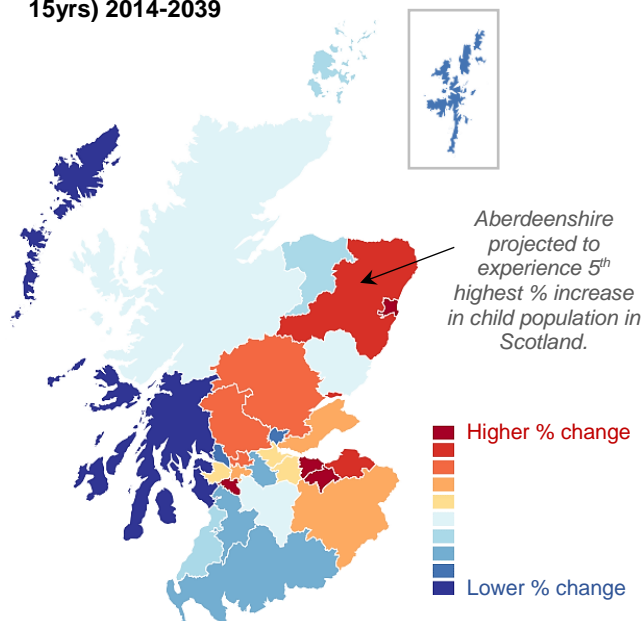 15yrs) 2014-2039
Aberdeenshire
projected to
experience 5th
highest % increase
in child population in
Scotland.
Higher % change
Lower % change